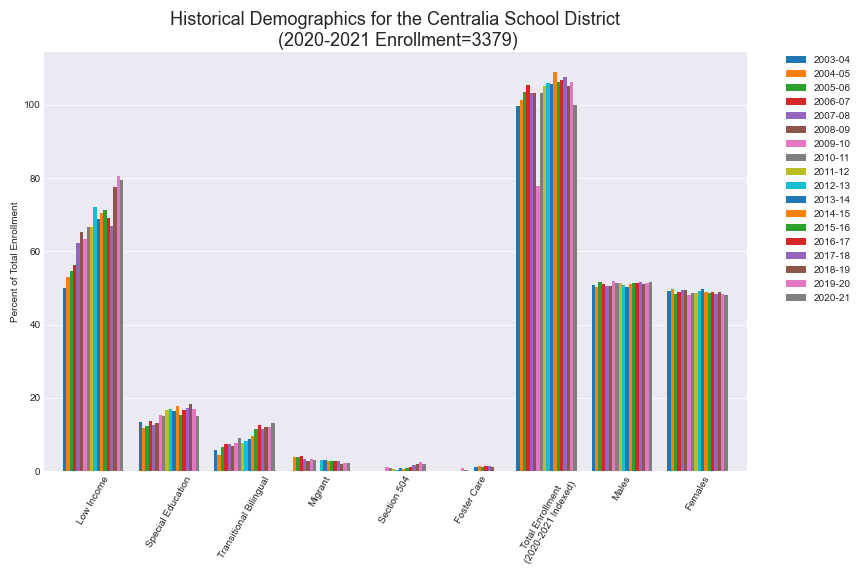 Historical Demographics for the Centralia School District
(2020-2021 Enrollment=3379)
Percent of Total Enrollment
100
80
60
40
20
0
Low Income
Special Education
Transitional Bilingual
Migrant
Section 504
Foster Care
Total Enrollment
(2020-2021 Indexed)
Males
Females
2003-04
2004-05
2005-06
2006-07
2007-08
2008-09
2009-10
2010-11
2011-12
2012-13
2013-14
2014-15
2015-16
2016-17
2017-18
2018-19
2019-20
2020-21